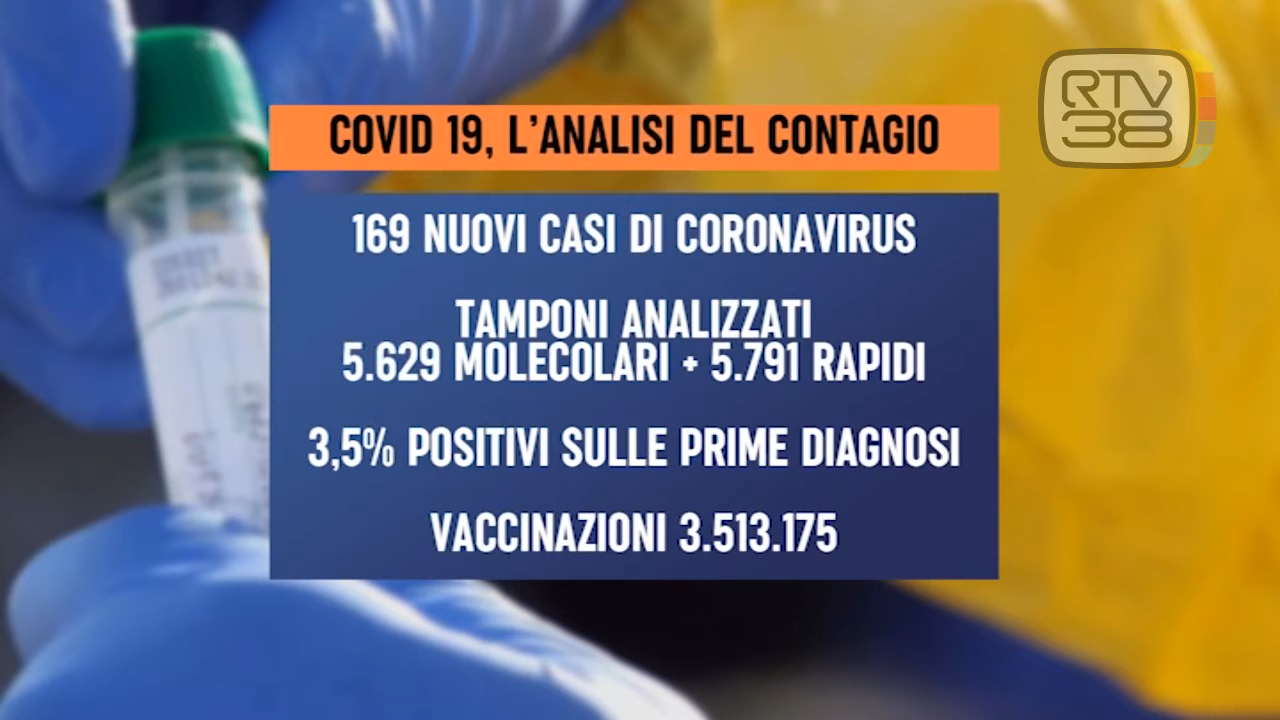 RTV
38
COVID 19, L'ANALISI DEL CONTAGIO
169 NUOVI CASI DI CORONAVIRUS
TAMPONI ANALIZZATI
5.629 MOLECOLARI + 5.791 RAPIDI
3,5% POSITIVI SULLE PRIME DIAGNOSI
VACCINAZIONI 3.513.175